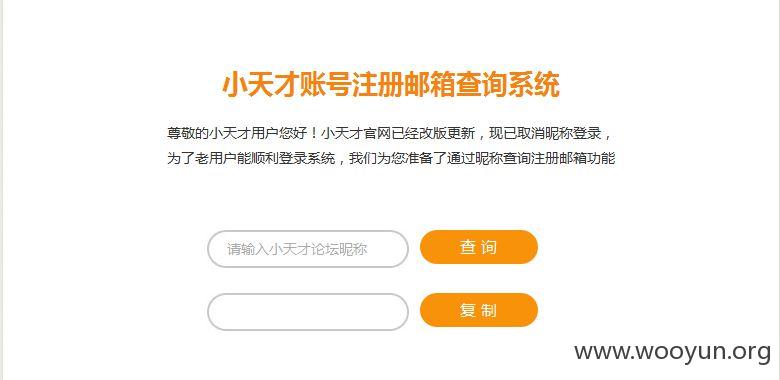 小天才账号注册邮箱查询系统
尊敬的小天才用户您好！小天才官网已经改版更新，现已取消昵称登录，
为了老用户能顺利登录系统，我们为您准备了通过昵称查询注册邮箱功能
请输入小天才论坛昵称 查 询
复 制
www.wooyun.org